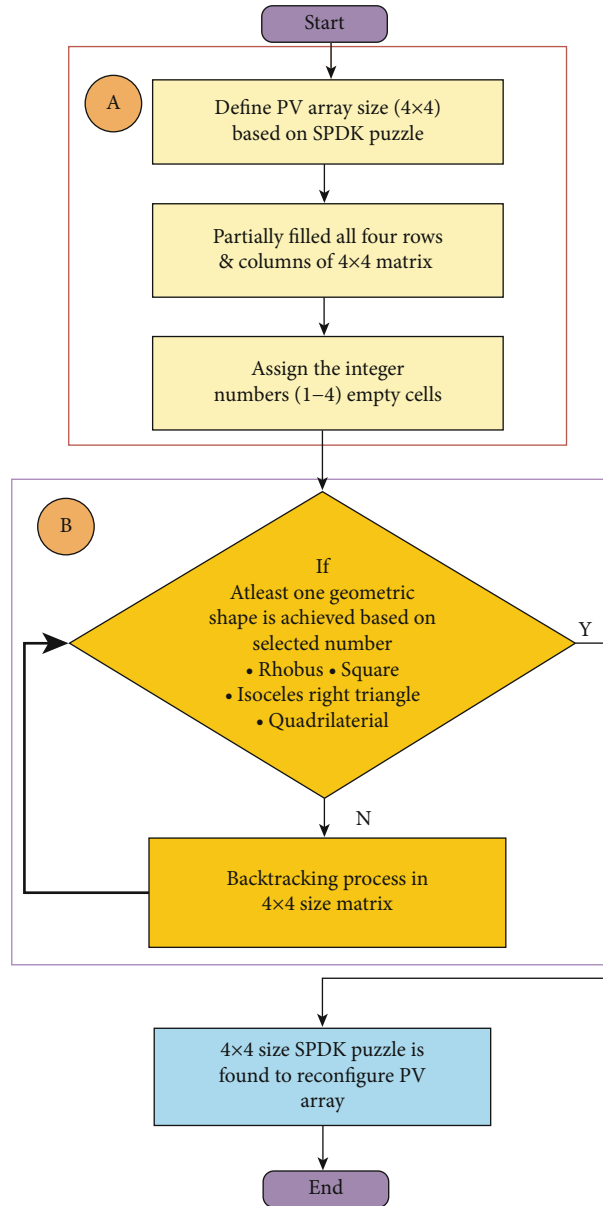 Start
A
Define PV array size (4×4)
based on SPDK puzzle
Partially filled all four rows
& columns of 4×4 matrix
Assign the integer
numbers (1–4) empty cells
B
If
Atleast one geometric
shape is achieved based on
selected number
• Rhobus • Square
• Isoceles right triangle
• Quadrilaterial
Y
N
Backtracking process in
4×4 size matrix
4×4 size SPDK puzzle is
found to reconfigure PV
array
End